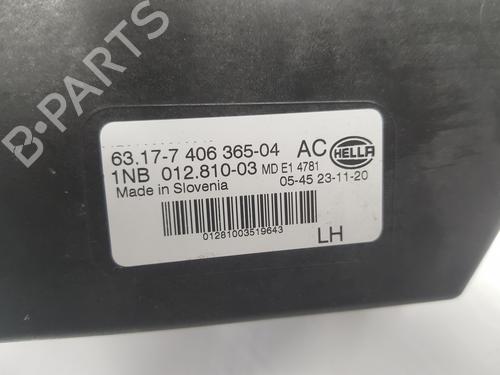 B-PARTS
63.17-7 406 365-04 AC HELLA
1NB 012.810-03 MD E1 4781
Made in Slovenia 05-45 23-11-20
01281003519643
LH